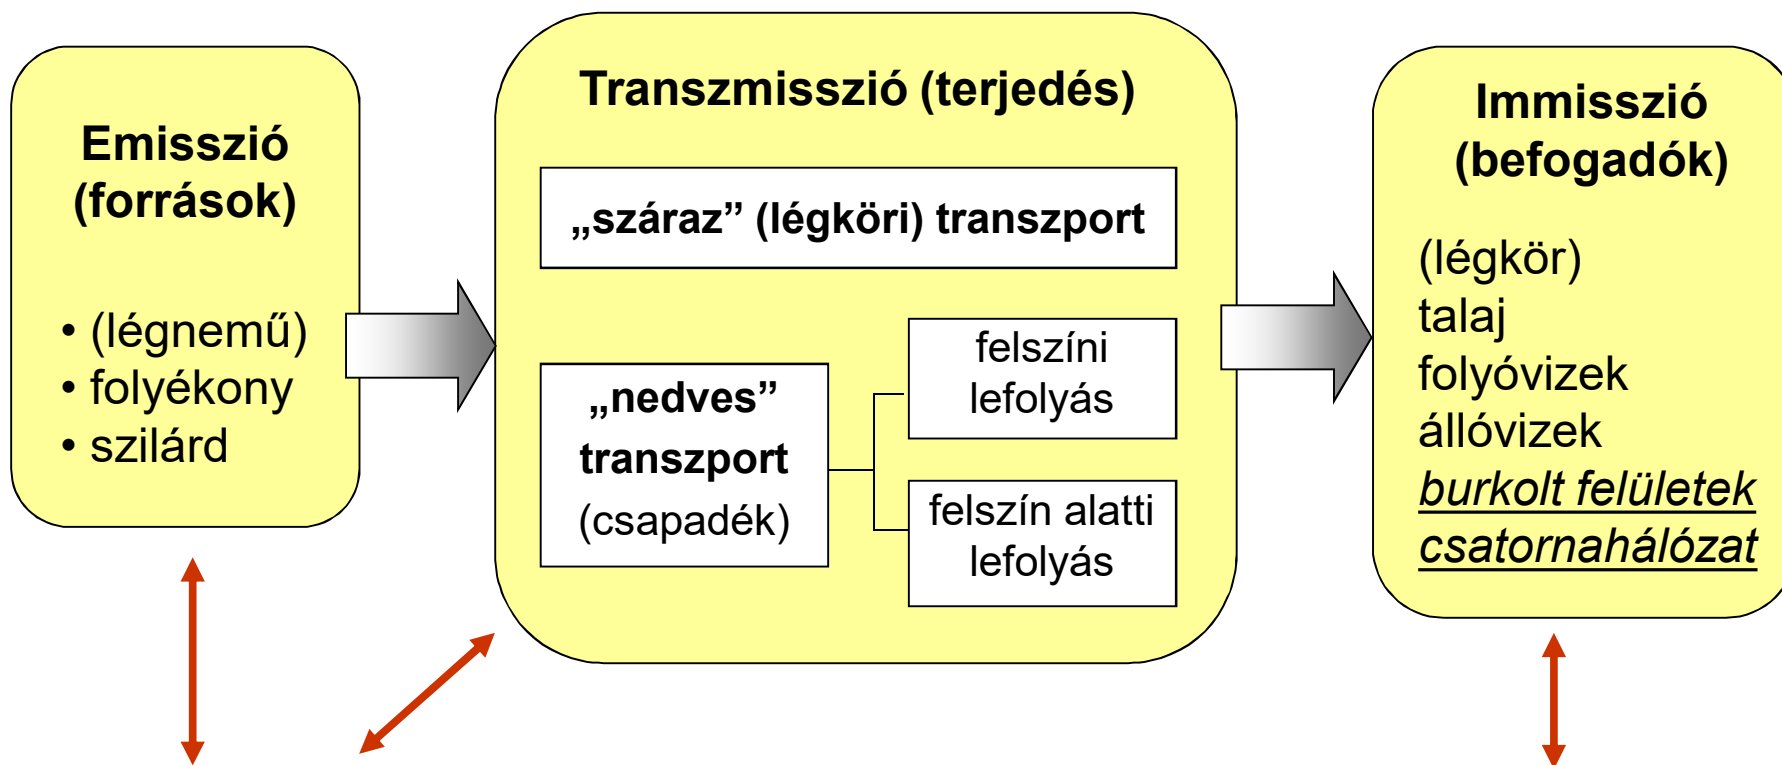 Emisszió
(források)
• (légnemű)
• folyékony
• szilárd
Transzmisszió (terjedés)
„száraz” (légköri) transzport
„nedves”
transzport
(csapadék)
felszíni
lefolyás
felszín alatti
lefolyás
Immisszió
(befogadók)
(légkör)
talaj
folyóvizek
állóvizek
burkolt felületek
csatornahálózat